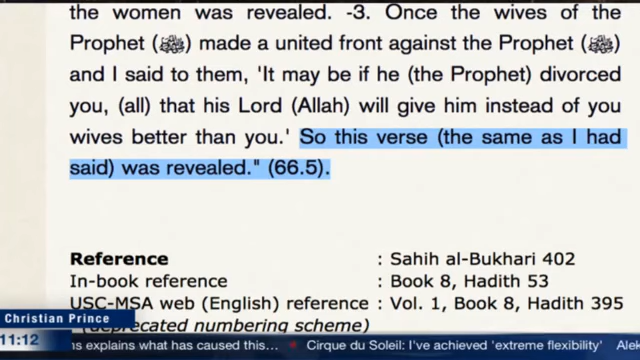 the women was revealed. -3. Once the wives of the
Prophet (ﷺ) made a united front against the Prophet (ﷺ)
and I said to them, 'It may be if he (the Prophet) divorced
you, (all) that his Lord (Allah) will give him instead of you
wives better than you.' So this verse (the same as I had
said) was revealed." (66.5).
Reference : Sahih al-Bukhari 402
In-book reference : Book 8, Hadith 53
USC-MSA web (English) reference : Vol. 1, Book 8, Hadith 395
(deprecated numbering scheme)
Christian Prince
11:12 ns explains what has caused this... Cirque du Soleil: I've achieved 'extreme flexibility' Alek